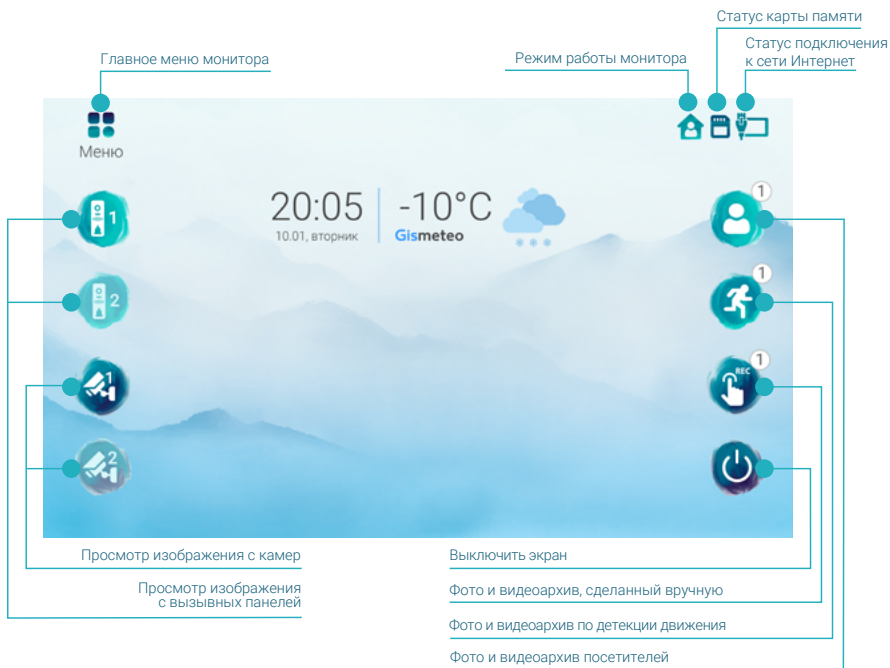 Статус карты памяти
Главное меню монитора
Режим работы монитора
Статус подключения
к сети Интернет
Меню
1
20:05
-10°C
10.01, вторник
Gismeteo
1
2
1
1
REC
1
2
Просмотр изображения с камер
Выключить экран
Просмотр изображения
с вызывных панелей
Фото и видеоархив, сделанный вручную
Фото и видеоархив по детекции движения
Фото и видеоархив посетителей